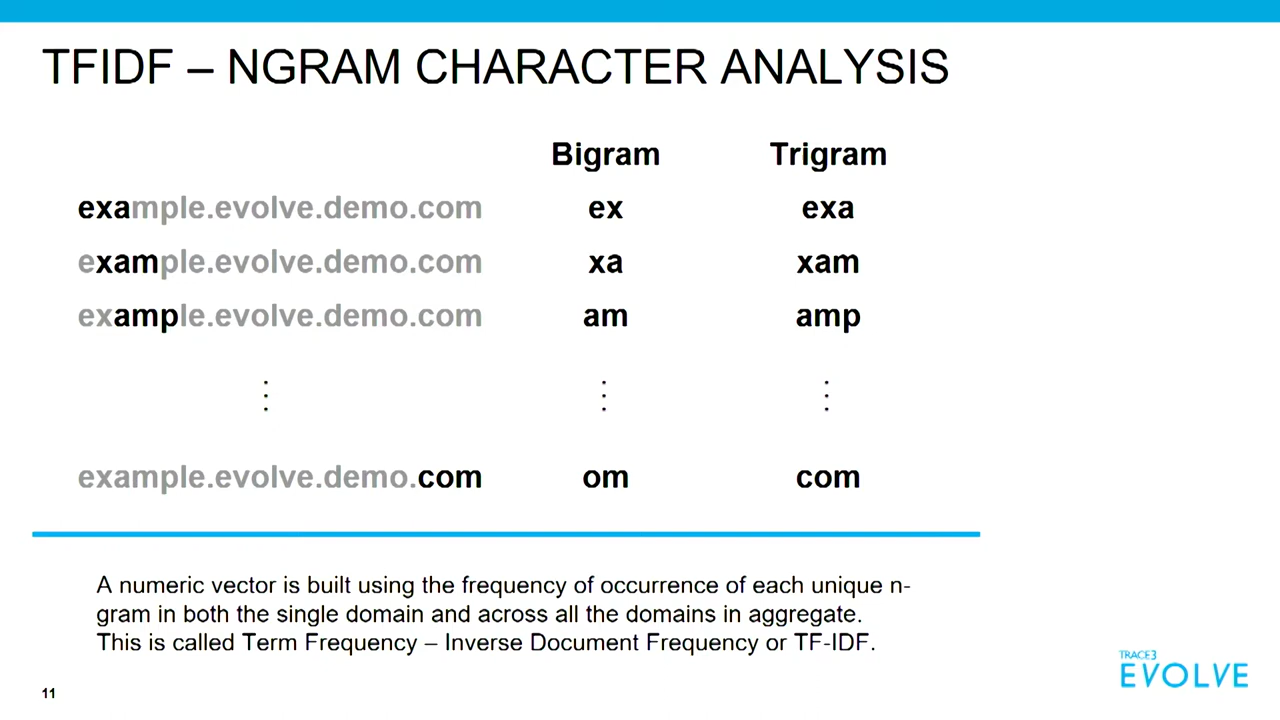 TFIDF – NGRAM CHARACTER ANALYSIS
Bigram Trigram
example.evolve.demo.com ex exa
example.evolve.demo.com xa xam
example.evolve.demo.com am amp
⋮ ⋮ ⋮
example.evolve.demo.com om com
A numeric vector is built using the frequency of occurrence of each unique n-
gram in both the single domain and across all the domains in aggregate.
This is called Term Frequency – Inverse Document Frequency or TF-IDF.
TRACE3
EVOLVE
11